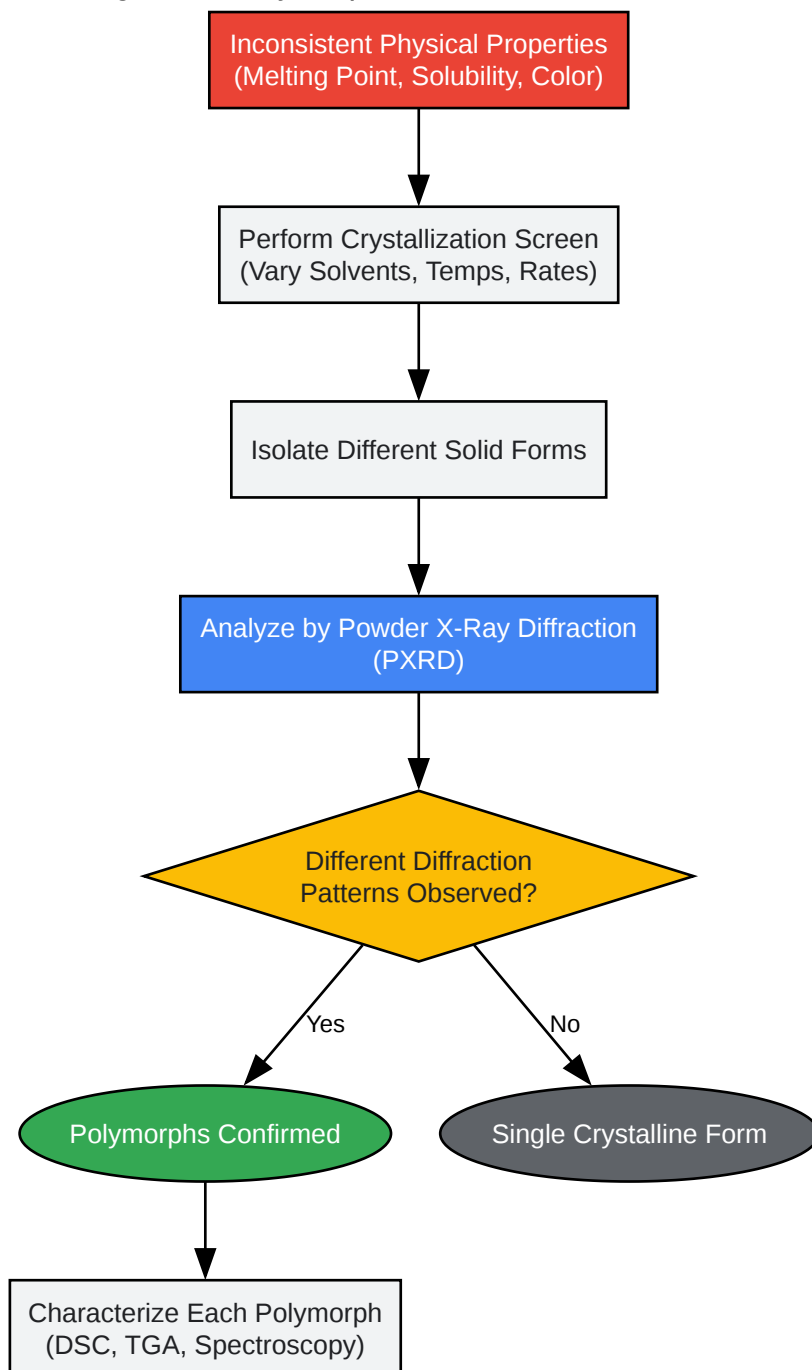 Inconsistent Physical Properties
(Melting Point, Solubility, Color)
Perform Crystallization Screen
(Vary Solvents, Temps, Rates)
Isolate Different Solid Forms
Analyze by Powder X-Ray Diffraction
(PXRD)
Different Diffraction
Patterns Observed?
Yes
No
Polymorphs Confirmed
Single Crystalline Form
Characterize Each Polymorph
(DSC, TGA, Spectroscopy)